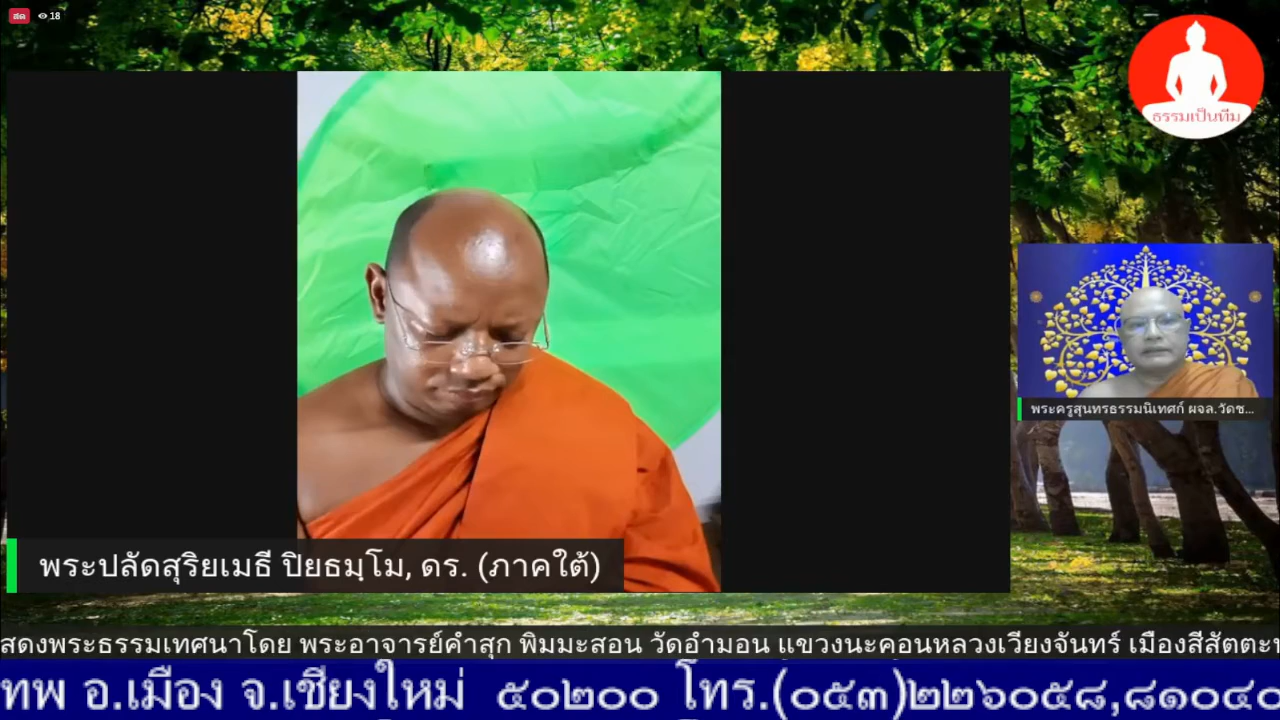 สด 18
ธรรมเป็นทีม
พระครูสุนทรธรรมนิเทศก์ ผจล.วัดช...
พระปลัดสุริยเมธี ปิยธมฺโม, ดร. (ภาคใต้)
สดงพระธรรมเทศนาโดย พระอาจารย์คำสุก พิมมะสอน วัดอำมอน แขวงนะคอนหลวงเวียงจันทร์ เมืองสีสัตตะ
ทพ อ.เมือง จ.เชียงใหม่ ๕๐๒๐๐ โทร.(๐๕๓)๒๒๖๐๕๘,๘๑๐๔๐